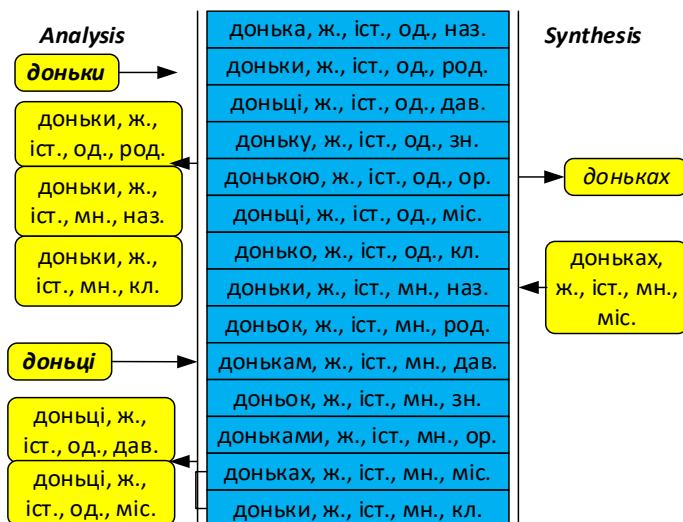 Analysis
доньки
доньки, ж.,
іст., од., род.
доньки, ж.,
іст., мн., наз.
доньки, ж.,
іст., мн., кл.
доньці
доньці, ж.,
іст., од., дав.
доньці, ж.,
іст., од., міс.
донька, ж., іст., од., наз.
доньки, ж., іст., од., род.
доньці, ж., іст., од., дав.
доньку, ж., іст., од., зн.
донькою, ж., іст., од., ор.
доньці, ж., іст., од., міс.
донько, ж., іст., од., кл.
доньки, ж., іст., мн., наз.
доньок, ж., іст., мн., род.
донькам, ж., іст., мн., дав.
доньок, ж., іст., мн., зн.
доньками, ж., іст., мн., ор.
доньках, ж., іст., мн., міс.
доньки, ж., іст., мн., кл.
Synthesis
доньках
доньках,
ж., іст., мн.,
міс.